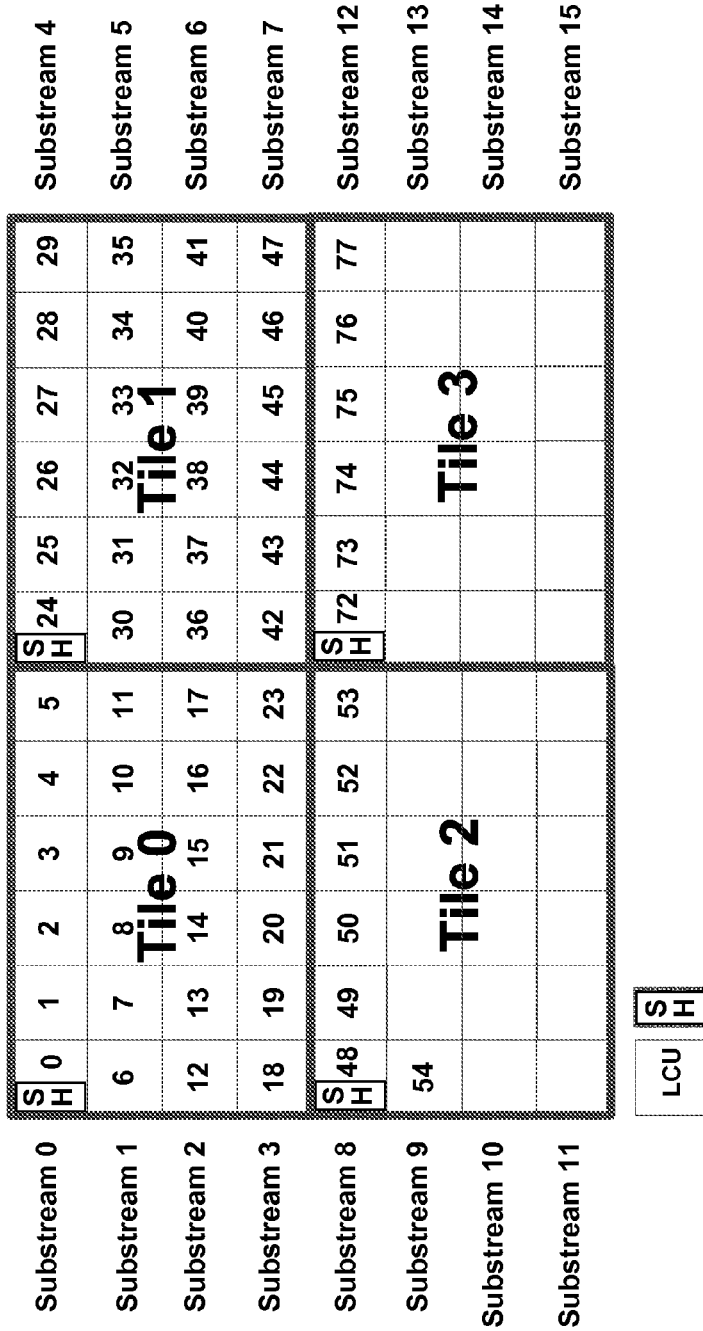 Substream 0 SH 0 1 2 3 4 5 SH 24 25 26 27 28 29 Substream 4
Substream 1 6 7 8 9 10 11 30 31 32 33 34 35 Substream 5
Tile 0 Tile 1
Substream 2 12 13 14 15 16 17 36 37 38 39 40 41 Substream 6
Substream 3 18 19 20 21 22 23 42 43 44 45 46 47 Substream 7
Substream 8 SH 48 49 50 51 52 53 SH 72 73 74 75 76 77 Substream 12
Substream 9 54 Substream 13
Tile 2 Tile 3
Substream 10 Substream 14
Substream 11 Substream 15
LCU SH